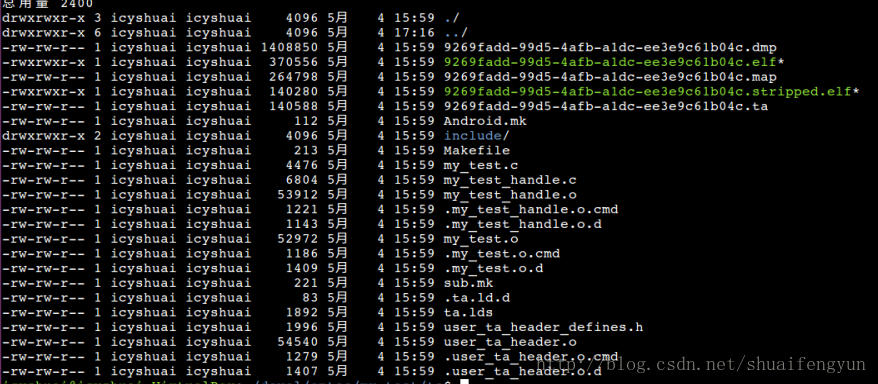 总用量 2400
drwxrwxr-x 3 icyshuai icyshuai 4096 5月 4 15:59 ./
drwxrwxr-x 6 icyshuai icyshuai 4096 5月 4 17:16 ../
-rw-rw-r-- 1 icyshuai icyshuai 1408850 5月 4 15:59 9269fadd-99d5-4afb-a1dc-ee3e9c61b04c.dmp
-rwxrwxr-x 1 icyshuai icyshuai 370556 5月 4 15:59 9269fadd-99d5-4afb-a1dc-ee3e9c61b04c.elf*
-rw-rw-r-- 1 icyshuai icyshuai 264798 5月 4 15:59 9269fadd-99d5-4afb-a1dc-ee3e9c61b04c.map
-rwxrwxr-x 1 icyshuai icyshuai 140280 5月 4 15:59 9269fadd-99d5-4afb-a1dc-ee3e9c61b04c.stripped.elf*
-rw-rw-r-- 1 icyshuai icyshuai 140588 5月 4 15:59 9269fadd-99d5-4afb-a1dc-ee3e9c61b04c.ta
-rw-rw-r-- 1 icyshuai icyshuai 112 5月 4 15:59 Android.mk
drwxrwxr-x 2 icyshuai icyshuai 4096 5月 4 15:59 include/
-rw-rw-r-- 1 icyshuai icyshuai 213 5月 4 15:59 Makefile
-rw-rw-r-- 1 icyshuai icyshuai 4476 5月 4 15:59 my_test.c
-rw-rw-r-- 1 icyshuai icyshuai 6804 5月 4 15:59 my_test_handle.c
-rw-rw-r-- 1 icyshuai icyshuai 53912 5月 4 15:59 my_test_handle.o
-rw-rw-r-- 1 icyshuai icyshuai 1221 5月 4 15:59 .my_test_handle.o.cmd
-rw-rw-r-- 1 icyshuai icyshuai 1143 5月 4 15:59 .my_test_handle.o.d
-rw-rw-r-- 1 icyshuai icyshuai 52972 5月 4 15:59 my_test.o
-rw-rw-r-- 1 icyshuai icyshuai 1186 5月 4 15:59 .my_test.o.cmd
-rw-rw-r-- 1 icyshuai icyshuai 1409 5月 4 15:59 .my_test.o.d
-rw-rw-r-- 1 icyshuai icyshuai 221 5月 4 15:59 sub.mk
-rw-rw-r-- 1 icyshuai icyshuai 83 5月 4 15:59 .ta.ld.d
-rw-rw-r-- 1 icyshuai icyshuai 1892 5月 4 15:59 ta.lds
-rw-rw-r-- 1 icyshuai icyshuai 1996 5月 4 15:59 user_ta_header_defines.h
-rw-rw-r-- 1 icyshuai icyshuai 54540 5月 4 15:59 user_ta_header.o
-rw-rw-r-- 1 icyshuai icyshuai 1279 5月 4 15:59 .user_ta_header.o.cmd
-rw-rw-r-- 1 icyshuai icyshuai 1407 5月 4 15:59 .user_ta_header.o.d
http://blog.csdn.net/shuaifengyun